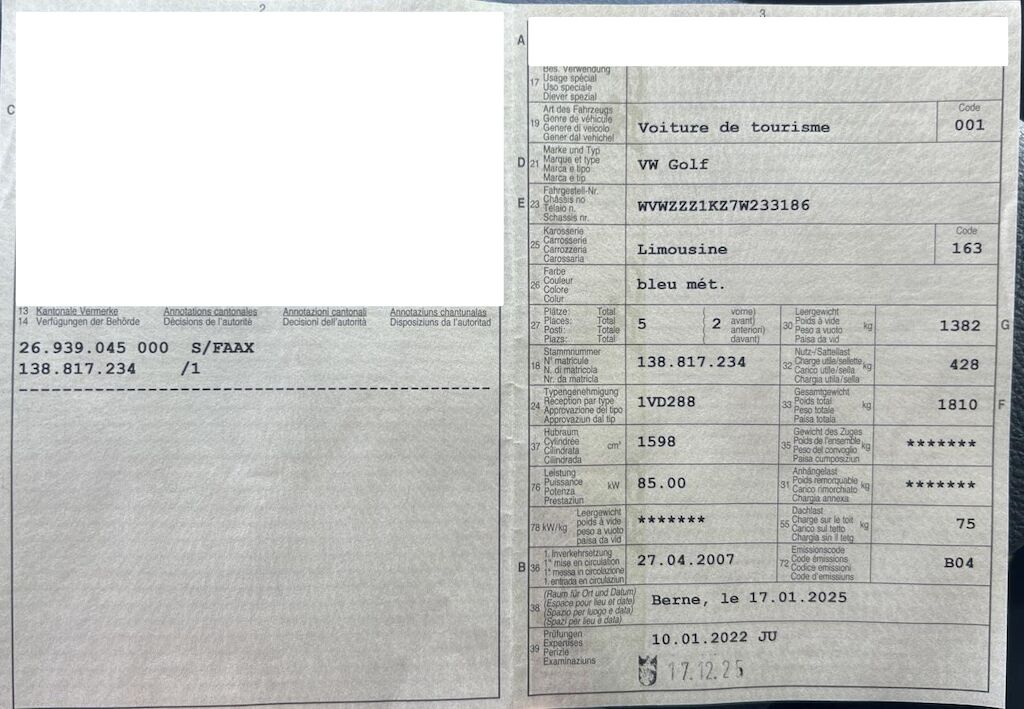 2
C
13 Kantonale Vermerke Annotations cantonales Annotazioni cantonali Annotaziuns chantunalas
14 Verfügungen der Behörde Décisions de l'autorité Decisioni dell'autorità Disposiziuns da l'autoritad
26.939.045 000 S/FAAX
138.817.234 /1
3
A
17 Bes. Verwendung
Usage spécial
Uso speciale
Diever spezial
19 Art des Fahrzeugs
Genre de véhicule
Genere di veicolo
Gener dal vehichel
Voiture de tourisme
Code
001
D 21 Marke und Typ
Marque et type
Marca e tipo
Marca e tip
VW Golf
E 23 Fahrgestell-Nr.
Châssis no
Telaio n.
Schassis nr.
WVWZZZ1KZ7W233186
25 Karosserie
Carrosserie
Carrozzeria
Carossaria
Limousine
Code
163
26 Farbe
Couleur
Colore
Colur
bleu mét.
27 Plätze: Total
Places: Total
Posti: Totale
Plazs: Total
5
( 2 vorne)
( avant)
( anteriori)
( davant)
30 Leergewicht
Poids à vide
Peso a vuoto
Paisa da vid
kg
1382
G
18 Stammnummer
N° matricule
N. di matricola
Nr. da matricla
138.817.234
32 Nutz-/Sattellast
Charge utile/sellette
Carico utile/sella
Chargia utila/sella
kg
428
24 Typengenehmigung
Réception par type
Approvazione del tipo
Approvaziun dal tip
1VD288
33 Gesamtgewicht
Poids total
Peso totale
Paisa totala
kg
1810
F
37 Hubraum
Cylindrée
Cilindrata
Cilindrada
cm³
1598
35 Gewicht des Zuges
Poids de l'ensemble
Peso del convoglio
Paisa cumposiziun
kg
*******
76 Leistung
Puissance
Potenza
Prestaziun
kW
85.00
31 Anhängelast
Poids remorquable
Carico rimorchiato
Chargia annexa
kg
*******
78 kW/kg Leergewicht
poids à vide
peso a vuoto
paisa da vid
*******
55 Dachlast
Charge sur le toit
Carico sul tetto
Chargia sin il tetg
kg
75
B 36 1. Inverkehrsetzung
1re mise en circulation
1a messa in circolazione
1. entrada en circulaziun
27.04.2007
72 Emissionscode
Code émissions
Codice emissioni
Code d'emissiuns
B04
38 (Raum für Ort und Datum)
(Espace pour lieu et date)
(Spazio per luogo e data)
(Spazi per lieu e data)
Berne, le 17.01.2025
39 Prüfungen
Expertises
Perizie
Examinaziuns
10.01.2022 JU
17.12.25